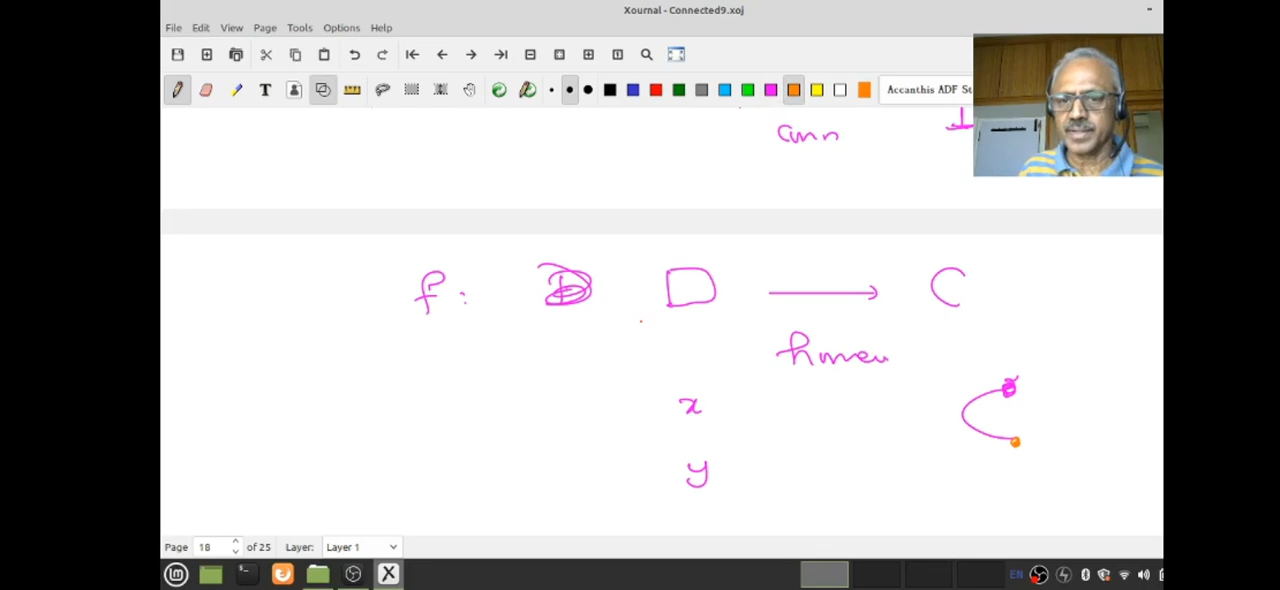 Xournal - Connected9.xoj
File Edit View Page Tools Options Help
T Accanthis ADF St
conn
f: D → C
homeo
x
y
Page 18 of 25 Layer: Layer 1
EN